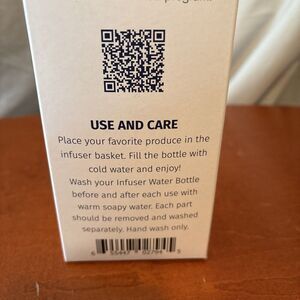 USE AND CARE
Place your favorite produce in the
infuser basket. Fill the bottle with
cold water and enjoy!
Wash your Infuser Water Bottle
before and after each use with
warm soapy water. Each part
should be removed and washed
separately. Hand wash only.